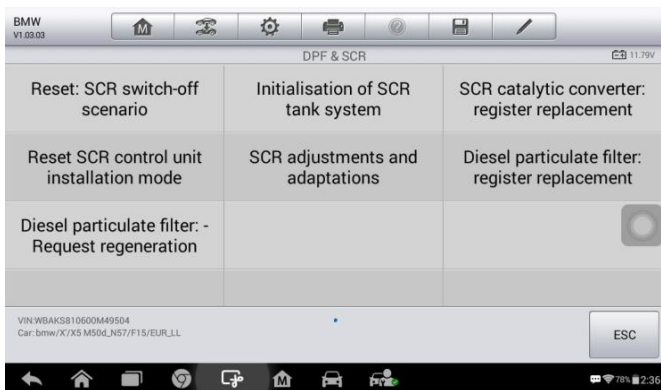 BMW
V1.03.03
DPF & SCR
11.79V
Reset: SCR switch-off
scenario
Initialisation of SCR
tank system
SCR catalytic converter:
register replacement
Reset SCR control unit
installation mode
SCR adjustments and
adaptations
Diesel particulate filter:
register replacement
Diesel particulate filter: -
Request regeneration
VIN:WBAKS810600M49504
Car: bmw/X'/X5 M50d_N57/F15/EUR_LL
ESC
78%
2:36